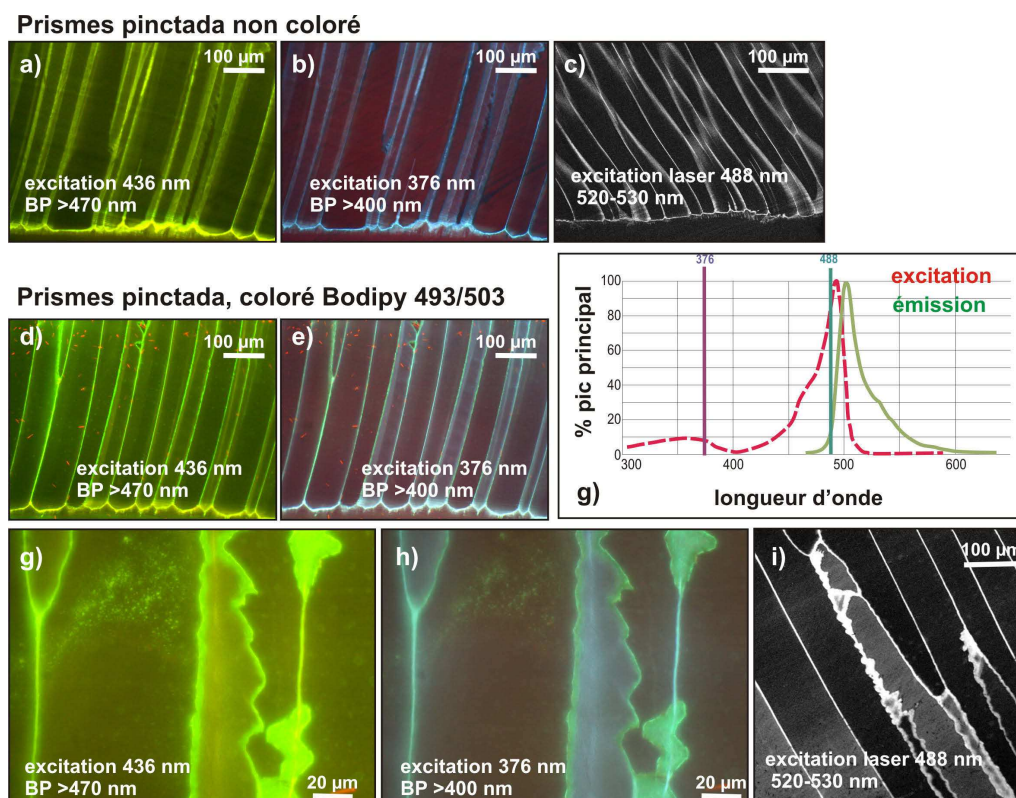 Prismes pinctada non coloré
a)
100 µm
excitation 436 nm
BP >470 nm
b)
100 µm
excitation 376 nm
BP >400 nm
c)
100 µm
excitation laser 488 nm
520-530 nm
Prismes pinctada, coloré Bodipy 493/503
d)
100 µm
excitation 436 nm
BP >470 nm
e)
100 µm
excitation 376 nm
BP >400 nm
376
488
excitation
émission
% pic principal
100
80
60
40
20
0
300
400
500
600
g)
longueur d'onde
g)
excitation 436 nm
BP >470 nm
20 µm
h)
excitation 376 nm
BP >400 nm
20 µm
i)
100 µm
excitation laser 488 nm
520-530 nm